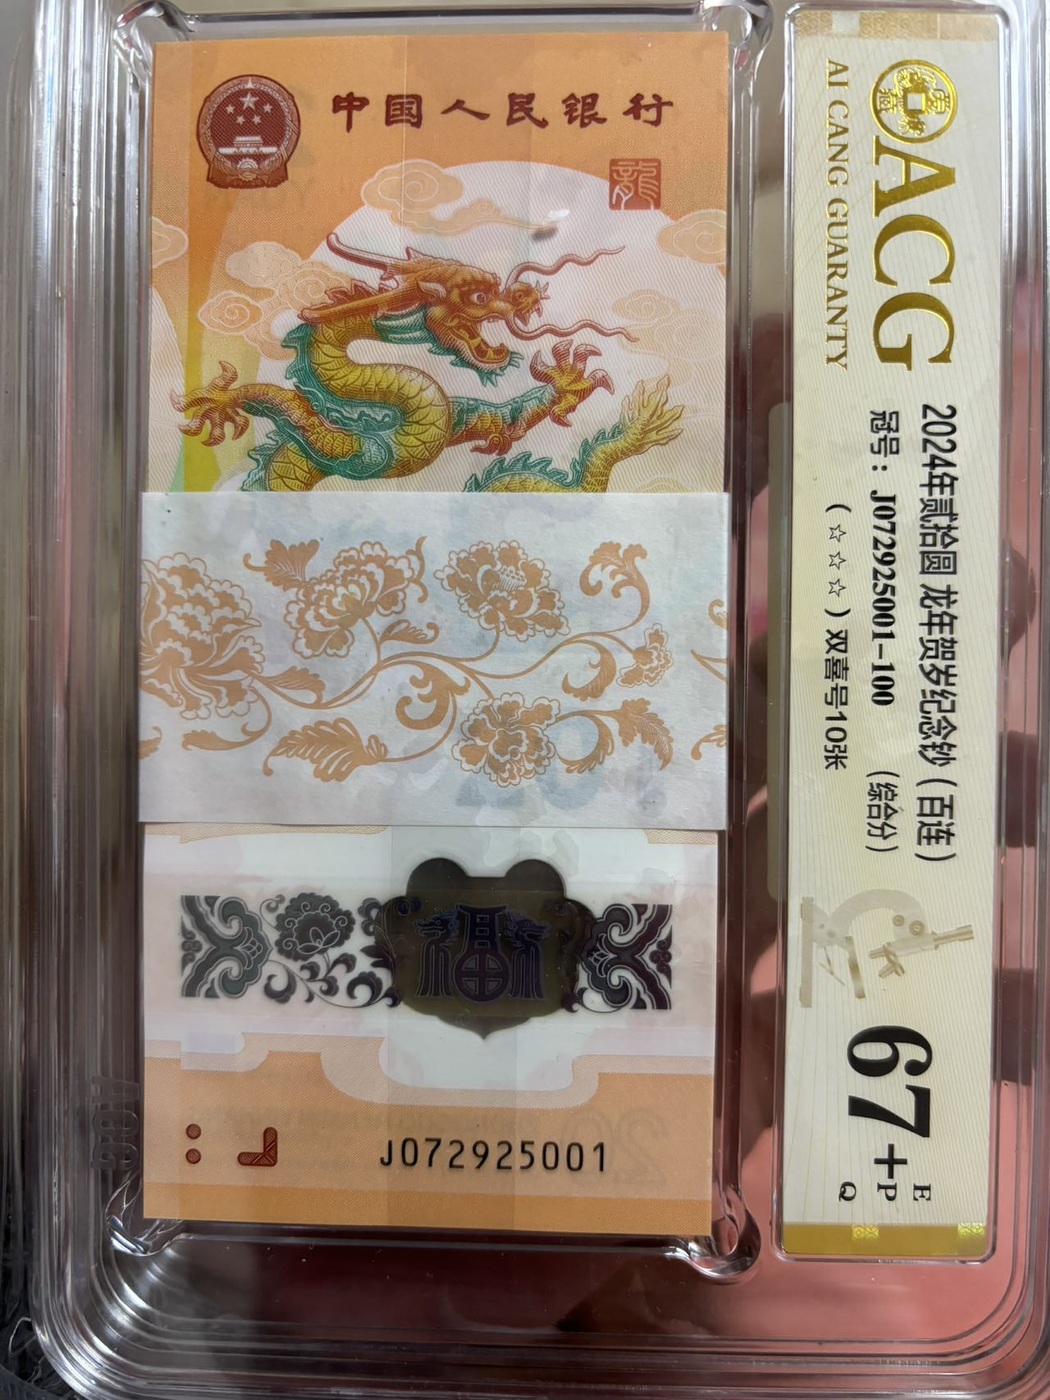 中国人民银行
龍
J072925001
ACG
AI CANG GUARANTY
2024年贰拾圆 龙年贺岁纪念钞（百连）
冠号：J072925001-100 （综合分）
（☆☆☆）双喜号10张
67+
E
P
Q